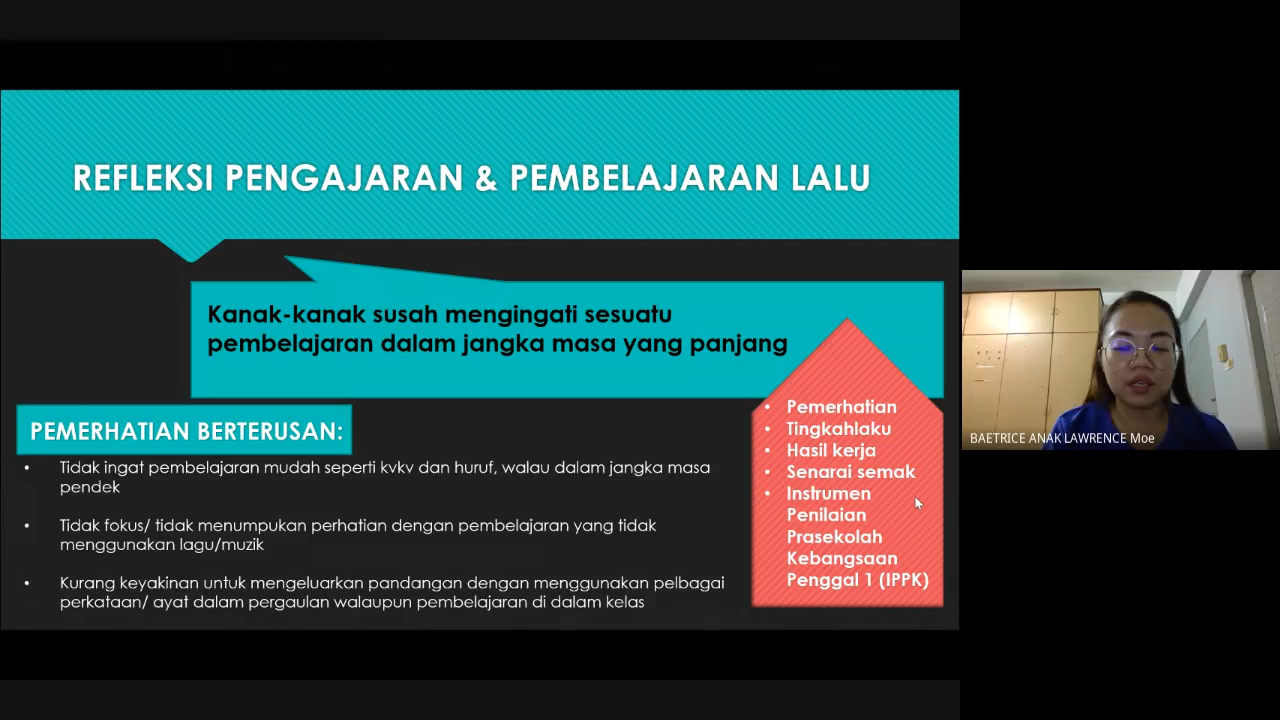 REFLEKSI PENGAJARAN & PEMBELAJARAN LALU
Kanak-kanak susah mengingati sesuatu
pembelajaran dalam jangka masa yang panjang
PEMERHATIAN BERTERUSAN:
• Tidak ingat pembelajaran mudah seperti kvkv dan huruf, walau dalam jangka masa
pendek
• Tidak fokus/ tidak menumpukan perhatian dengan pembelajaran yang tidak
menggunakan lagu/muzik
• Kurang keyakinan untuk mengeluarkan pandangan dengan menggunakan pelbagai
perkataan/ ayat dalam pergaulan walaupun pembelajaran di dalam kelas
• Pemerhatian
• Tingkahlaku
• Hasil kerja
• Senarai semak
• Instrumen
Penilaian
Prasekolah
Kebangsaan
Penggal 1 (IPPK)
BAETRICE ANAK LAWRENCE Moe